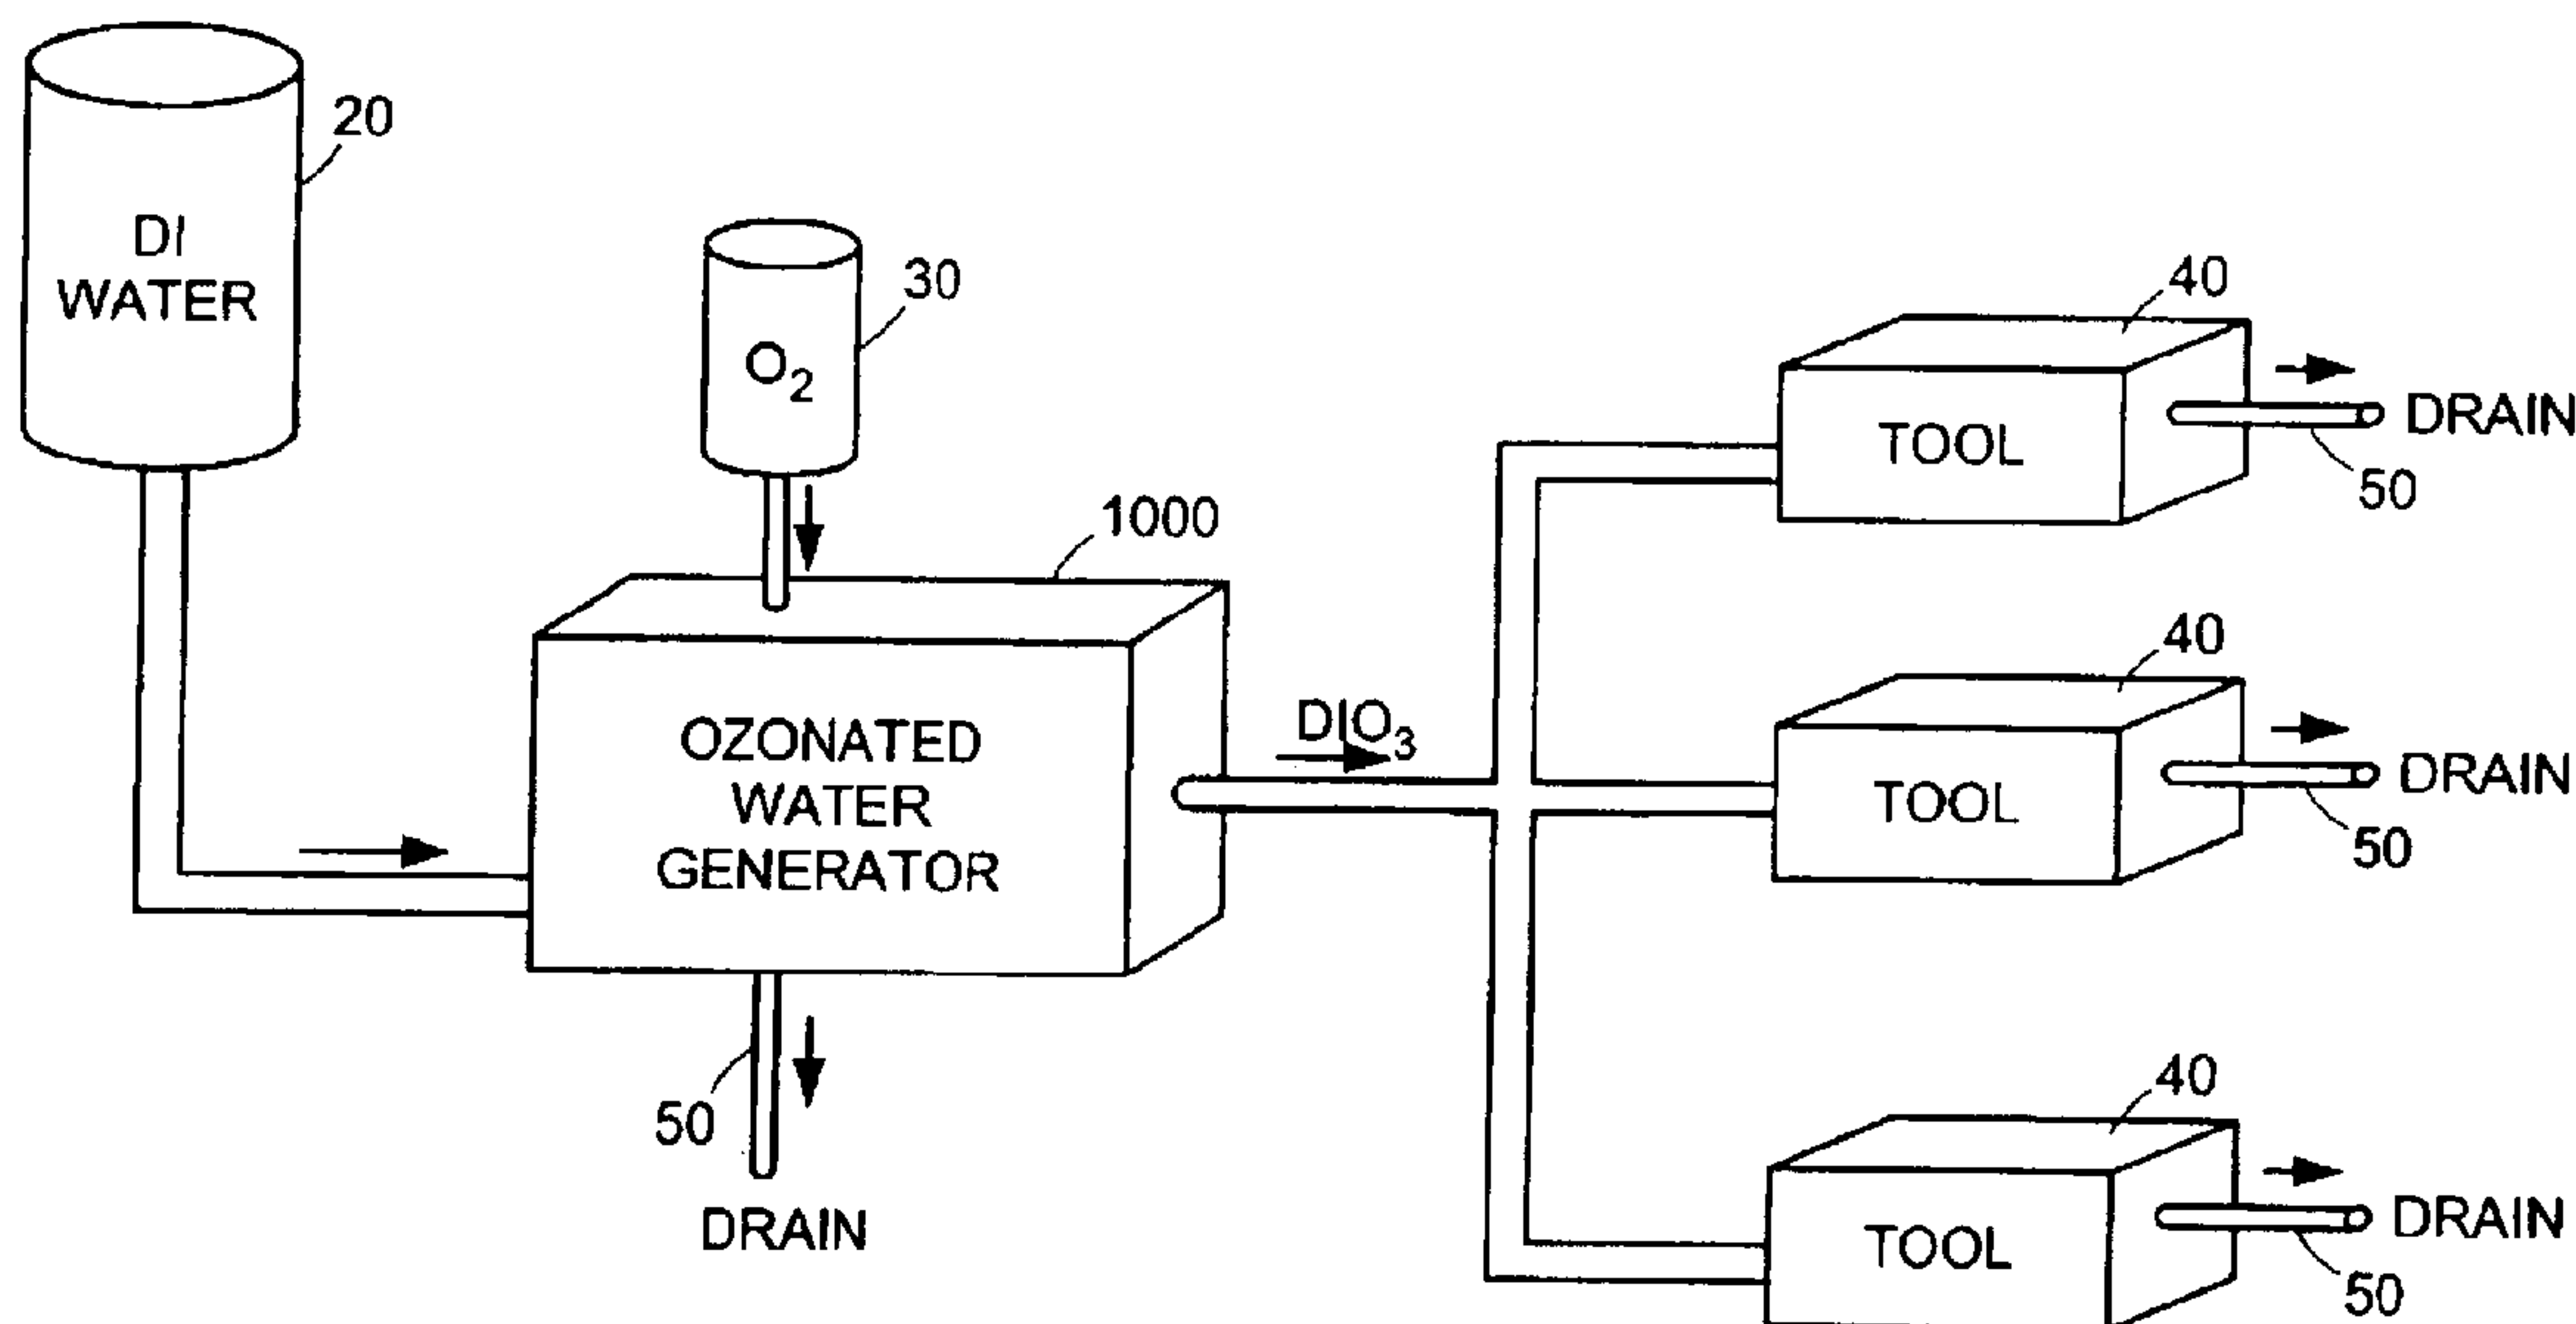 20
DI
WATER
30
O₂
1000
OZONATED
WATER
GENERATOR
50
DRAIN
DIO₃
40
TOOL
DRAIN
50
40
TOOL
DRAIN
50
40
TOOL
DRAIN
50